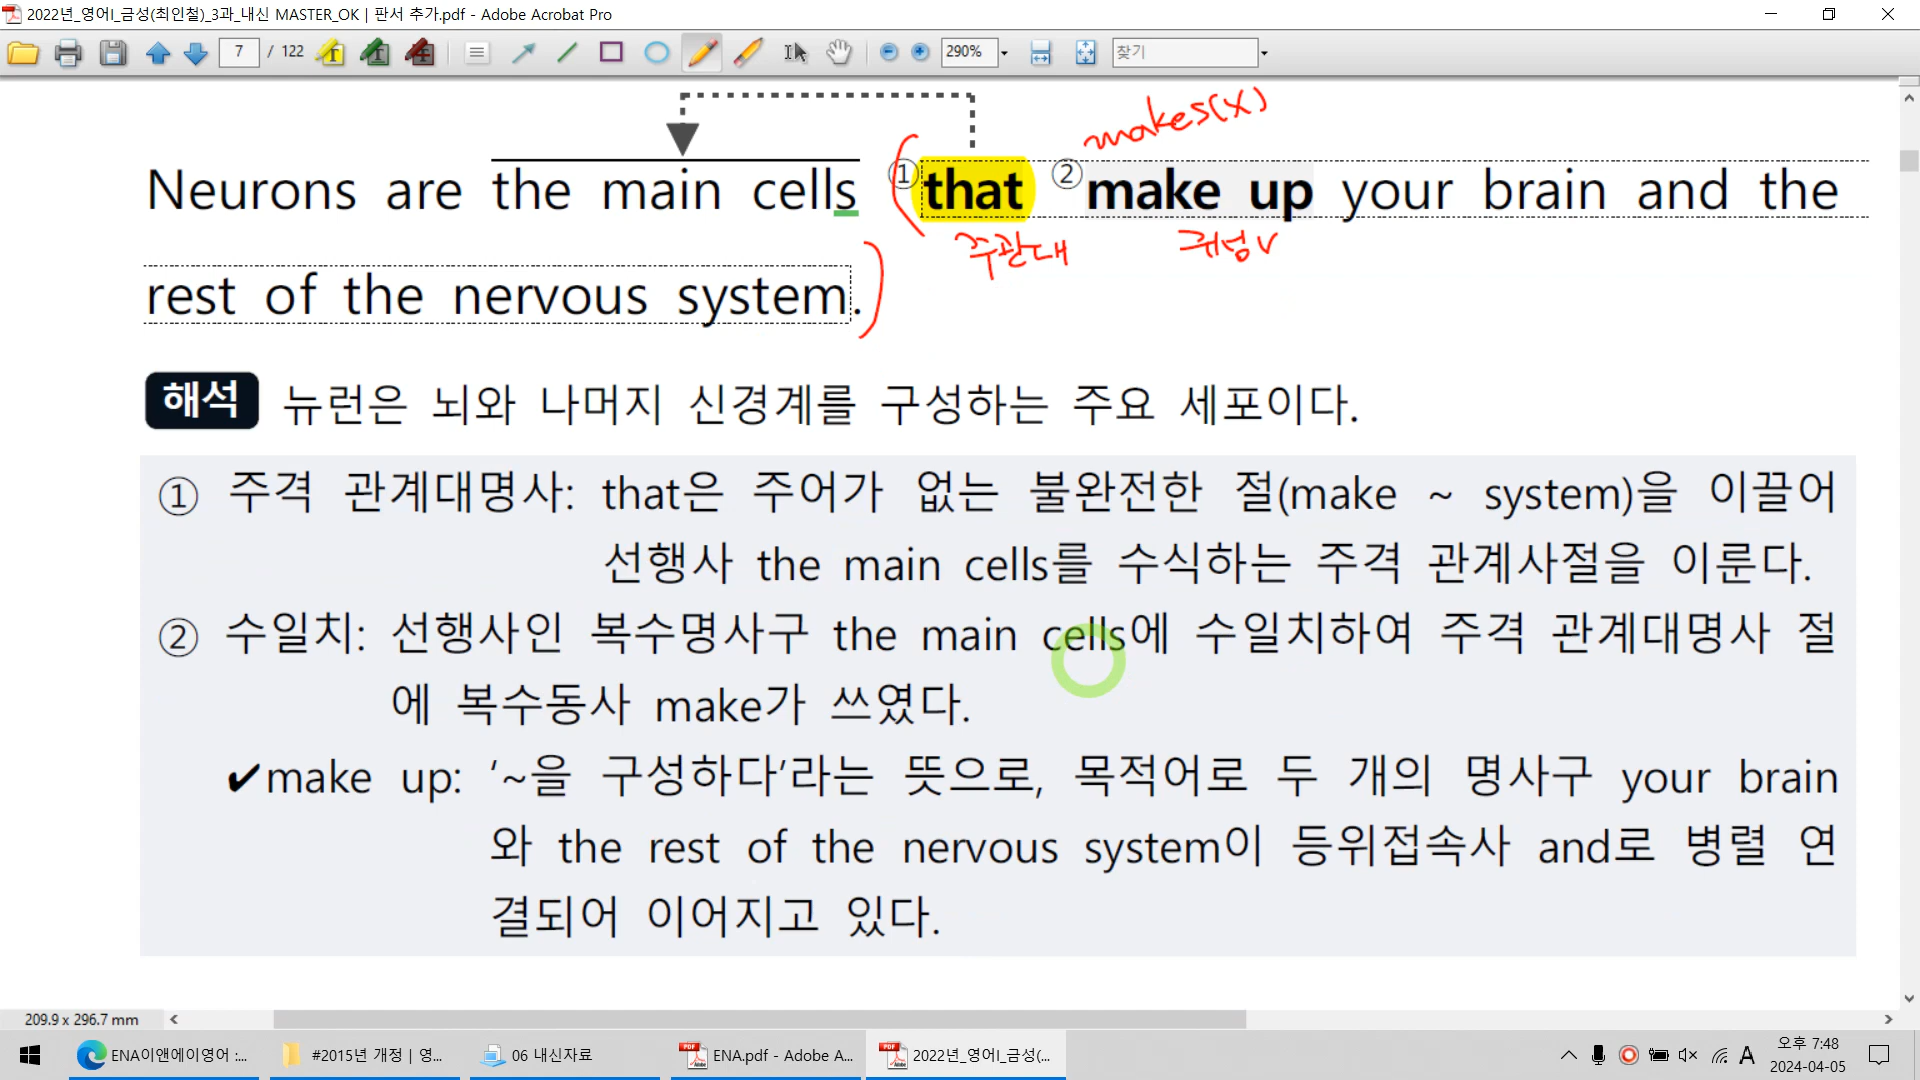 2022년_영어I_금성(최인철)_3과_내신 MASTER_OK | 판서 추가.pdf - Adobe Acrobat Pro
7 / 122 290% 찾기
makes(X)
Neurons are the main cells ①that ②make up your brain and the
주관대 뒤넘V
rest of the nervous system.
해석 뉴런은 뇌와 나머지 신경계를 구성하는 주요 세포이다.
① 주격 관계대명사: that은 주어가 없는 불완전한 절(make ~ system)을 이끌어
선행사 the main cells를 수식하는 주격 관계사절을 이룬다.
② 수일치: 선행사인 복수명사구 the main cells에 수일치하여 주격 관계대명사 절
에 복수동사 make가 쓰였다.
✔make up: ‘~을 구성하다’라는 뜻으로, 목적어로 두 개의 명사구 your brain
와 the rest of the nervous system이 등위접속사 and로 병렬 연
결되어 이어지고 있다.
209.9 x 296.7 mm
ENA이앤에이영어 :... #2015년 개정 | 영... 06 내신자료 ENA.pdf - Adobe A... 2022년_영어I_금성(... A 오후 7:48
2024-04-05